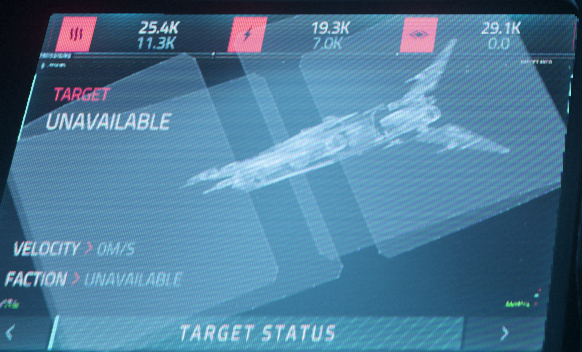 25.4K 19.3K 29.1K
11.3K 7.0K 0.0
TARGET
UNAVAILABLE
VELOCITY > 0M/S
FACTION > UNAVAILABLE
< TARGET STATUS >